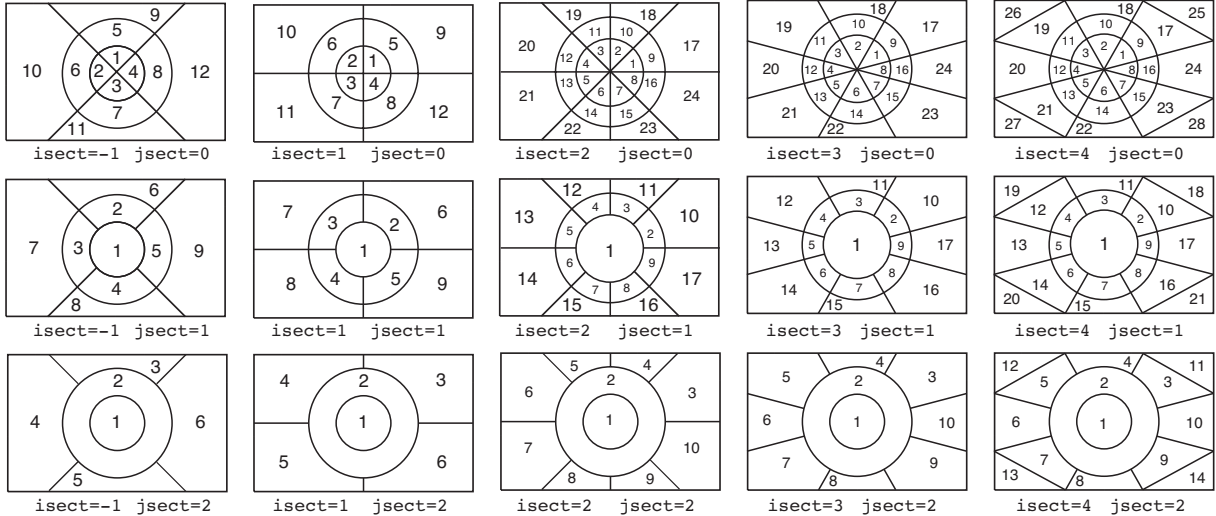 9
5
1
10 6 2 4 8 12
3
7
11
isect=-1 jsect=0
10 6 5 9
2 1
3 4
11 7 8 12
isect=1 jsect=0
19 18
11 10
20 12 4 3 2 1 9 17
21 13 5 6 7 8 16 24
14 15
22 23
isect=2 jsect=0
18
19 10 17
11 3 2 1 9
20 12 4 8 16 24
13 5 6 7 15
21 14 23
22
isect=3 jsect=0
26 18 25
19 10 17
11 3 2 1 9
20 12 4 8 16 24
13 5 6 7 15
21 14 23
27 22 28
isect=4 jsect=0
6
2
7 3 1 5 9
4
8
isect=-1 jsect=1
7 3 2 6
1
8 4 5 9
isect=1 jsect=1
12 11
4 3
13 5 2 10
1
14 6 9 17
7 8
15 16
isect=2 jsect=1
11
12 3 10
4 2
13 5 1 9 17
6 8
14 7 16
15
isect=3 jsect=1
19 11 18
12 3 10
4 2
13 5 1 9 17
6 8
14 7 16
20 15 21
isect=4 jsect=1
3
2
4 1 6
5
isect=-1 jsect=2
4 2 3
1
5 6
isect=1 jsect=2
5 4
2
6 3
1
7 10
8 9
isect=2 jsect=2
4
5 2 3
6 1 10
7 9
8
isect=3 jsect=2
12 4 11
5 2 3
6 1 10
7 9
13 8 14
isect=4 jsect=2